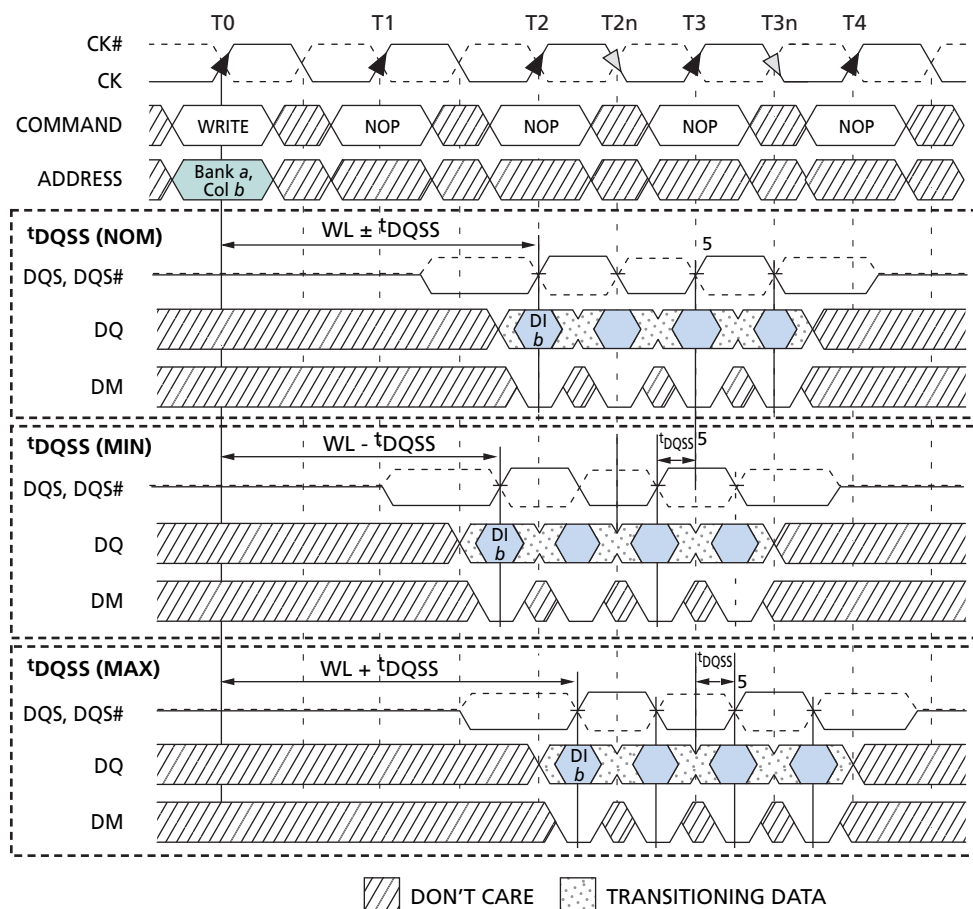 T0 T1 T2 T2n T3 T3n T4
CK#
CK
COMMAND WRITE NOP NOP NOP NOP
ADDRESS Bank a,
Col b
tDQSS (NOM) WL ± tDQSS 5
DQS, DQS#
DQ DI
b
DM
tDQSS (MIN) WL - tDQSS tDQSS 5
DQS, DQS#
DQ DI
b
DM
tDQSS (MAX) WL + tDQSS tDQSS
5
DQS, DQS#
DQ DI
b
DM
DON'T CARE TRANSITIONING DATA